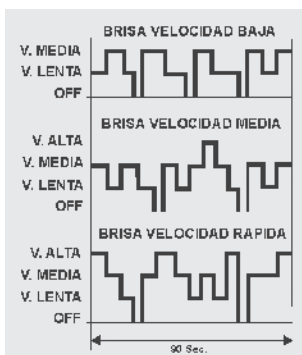 BRISA VELOCIDAD BAJA
V. MEDIA
V. LENTA
OFF
BRISA VELOCIDAD MEDIA
V. ALTA
V. MEDIA
V. LENTA
OFF
BRISA VELOCIDAD RAPIDA
V. ALTA
V. MEDIA
V. LENTA
OFF
90 Sec.